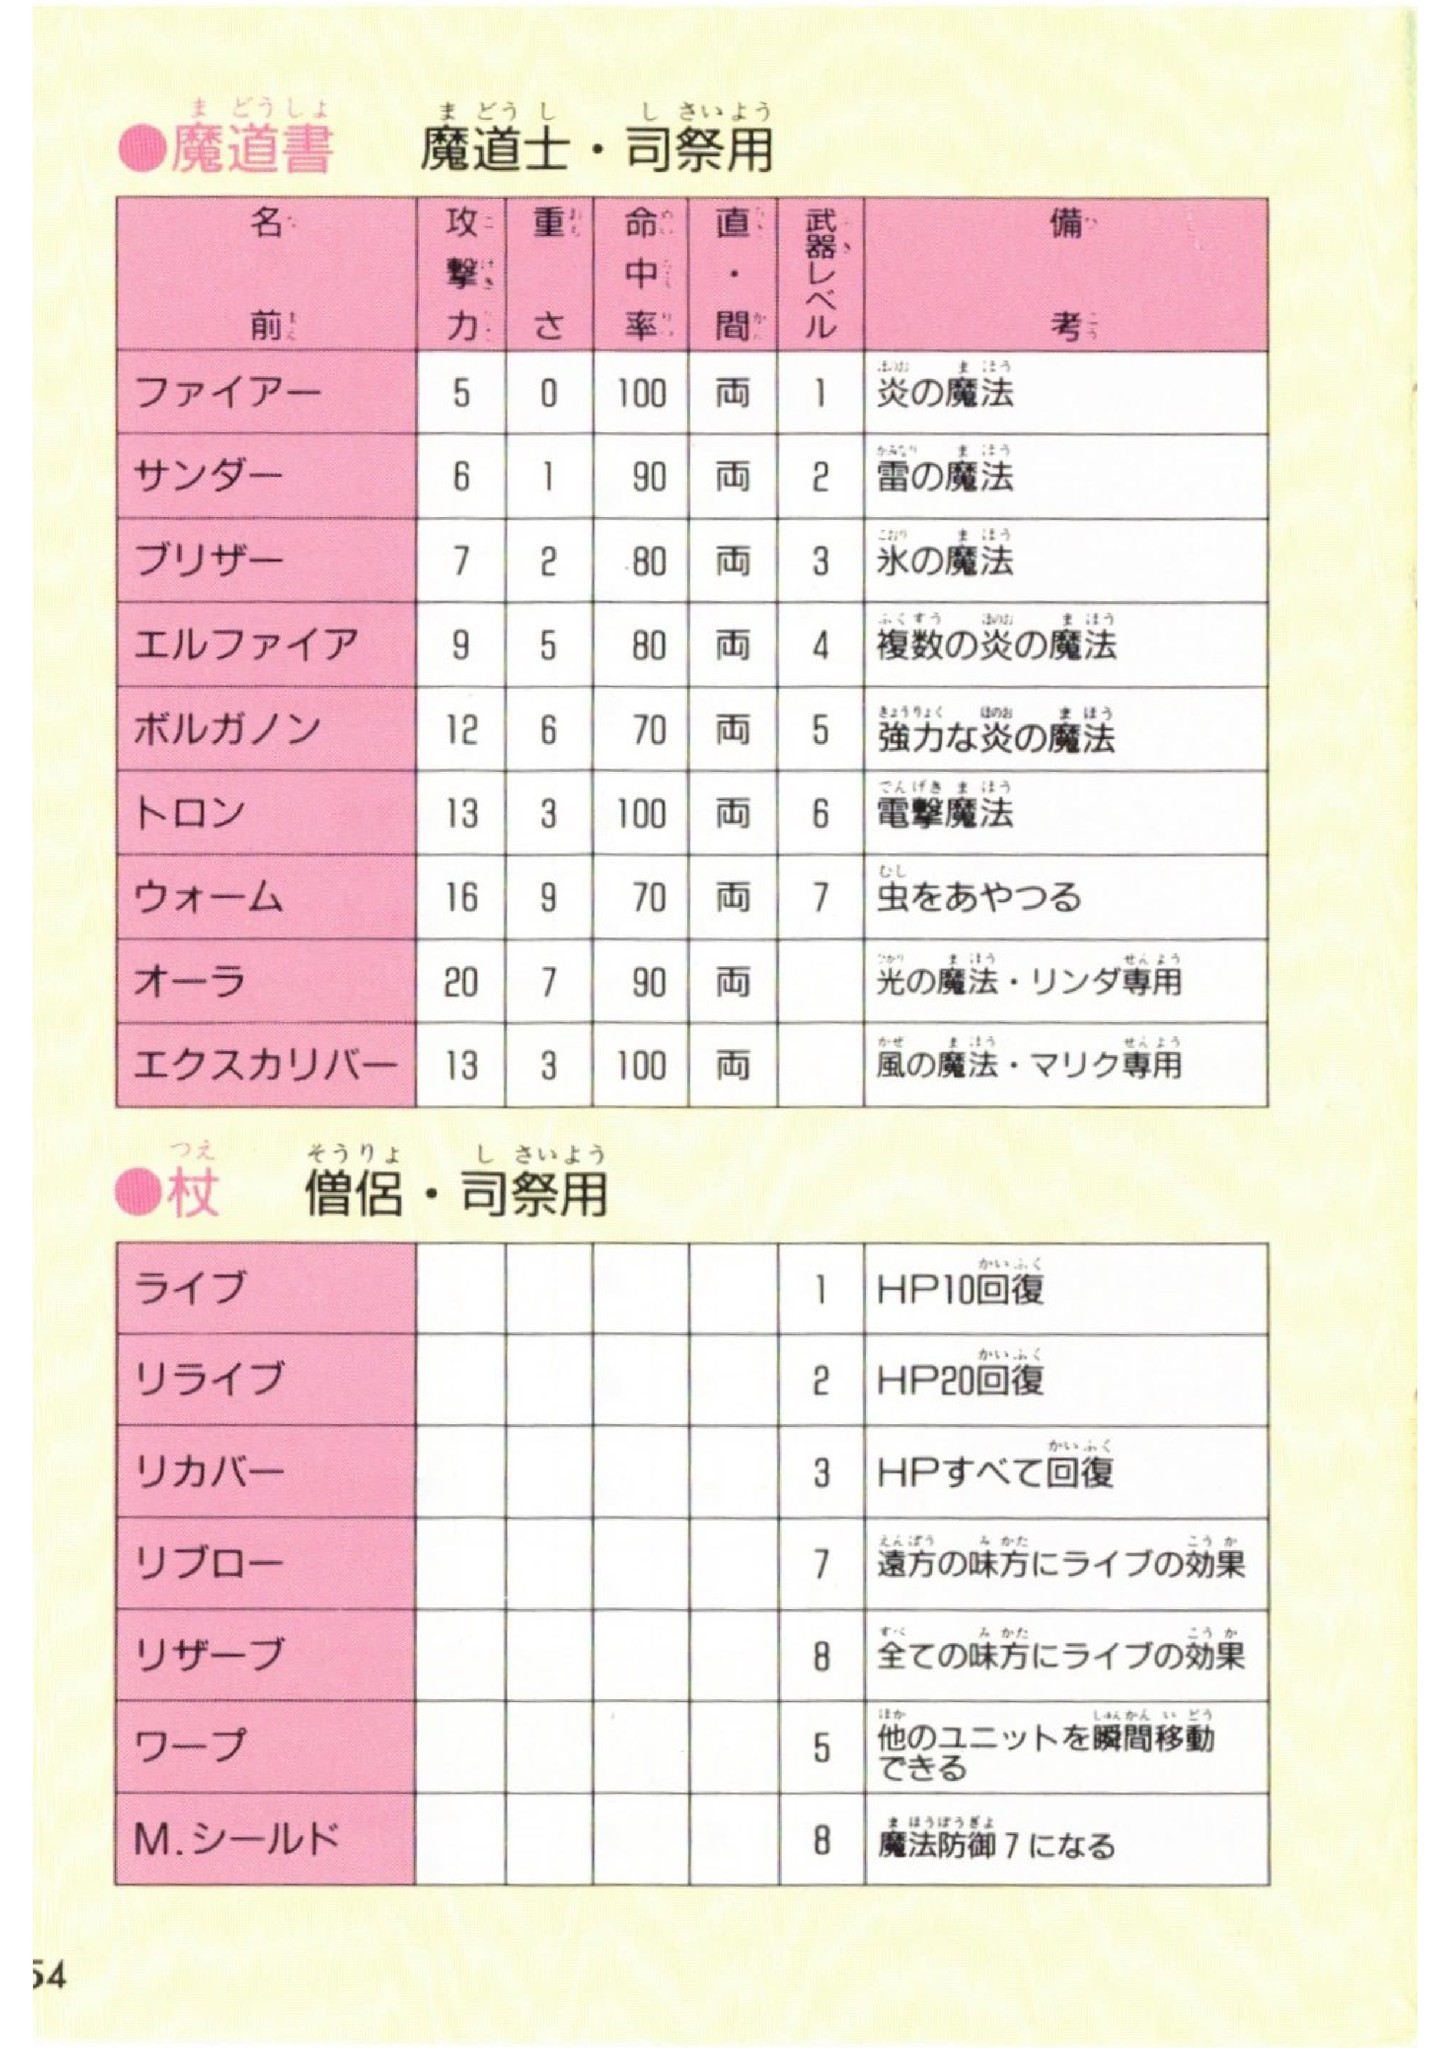 ●魔道書 魔道士・司祭用
名前 攻撃力 重さ 命中率 直・間 武器レベル 備考
ファイアー 5 0 100 両 1 炎の魔法
サンダー 6 1 90 両 2 雷の魔法
ブリザー 7 2 80 両 3 氷の魔法
エルファイア 9 5 80 両 4 複数の炎の魔法
ボルガノン 12 6 70 両 5 強力な炎の魔法
トロン 13 3 100 両 6 電撃魔法
ウォーム 16 9 70 両 7 虫をあやつる
オーラ 20 7 90 両 光の魔法・リンダ専用
エクスカリバー 13 3 100 両 風の魔法・マリク専用
●杖 僧侶・司祭用
ライブ 1 HP10回復
リライブ 2 HP20回復
リカバー 3 HPすべて回復
リブロー 7 遠方の味方にライブの効果
リザーブ 8 全ての味方にライブの効果
ワープ 5 他のユニットを瞬間移動
できる
M.シールド 8 魔法防御7になる
54